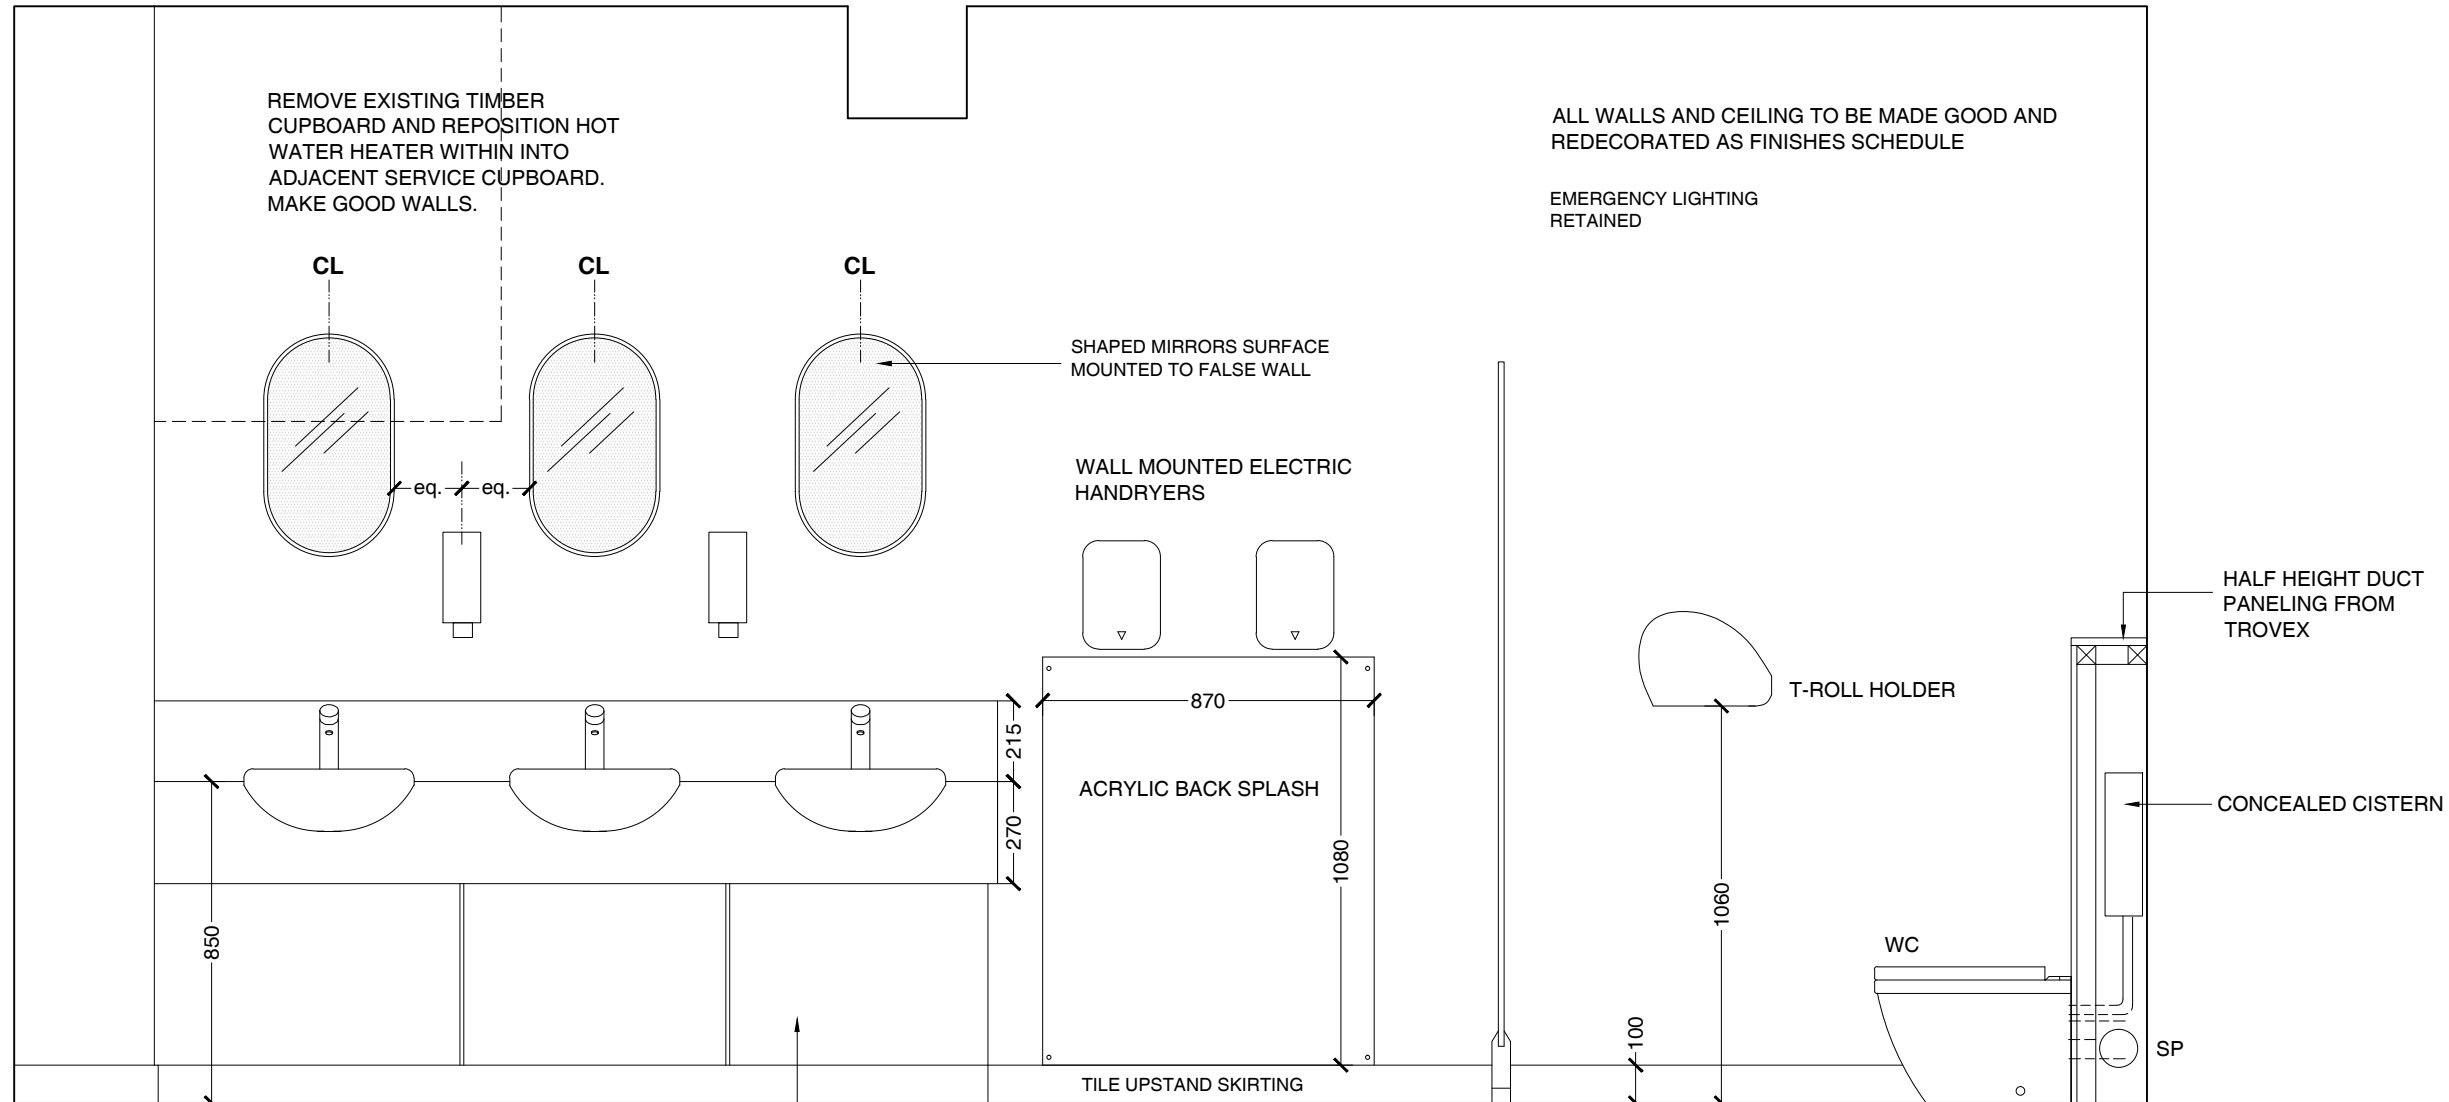 REMOVE EXISTING TIMBER
CUPBOARD AND REPOSITION HOT
WATER HEATER WITHIN INTO
ADJACENT SERVICE CUPBOARD.
MAKE GOOD WALLS.
ALL WALLS AND CEILING TO BE MADE GOOD AND
REDECORATED AS FINISHES SCHEDULE
EMERGENCY LIGHTING
RETAINED
CL
CL
CL
SHAPED MIRRORS SURFACE
MOUNTED TO FALSE WALL
eq.
eq.
WALL MOUNTED ELECTRIC
HANDRYERS
HALF HEIGHT DUCT
PANELING FROM
TROVEX
T-ROLL HOLDER
870
215
ACRYLIC BACK SPLASH
CONCEALED CISTERN
270
1080
1060
850
WC
100
SP
TILE UPSTAND SKIRTING